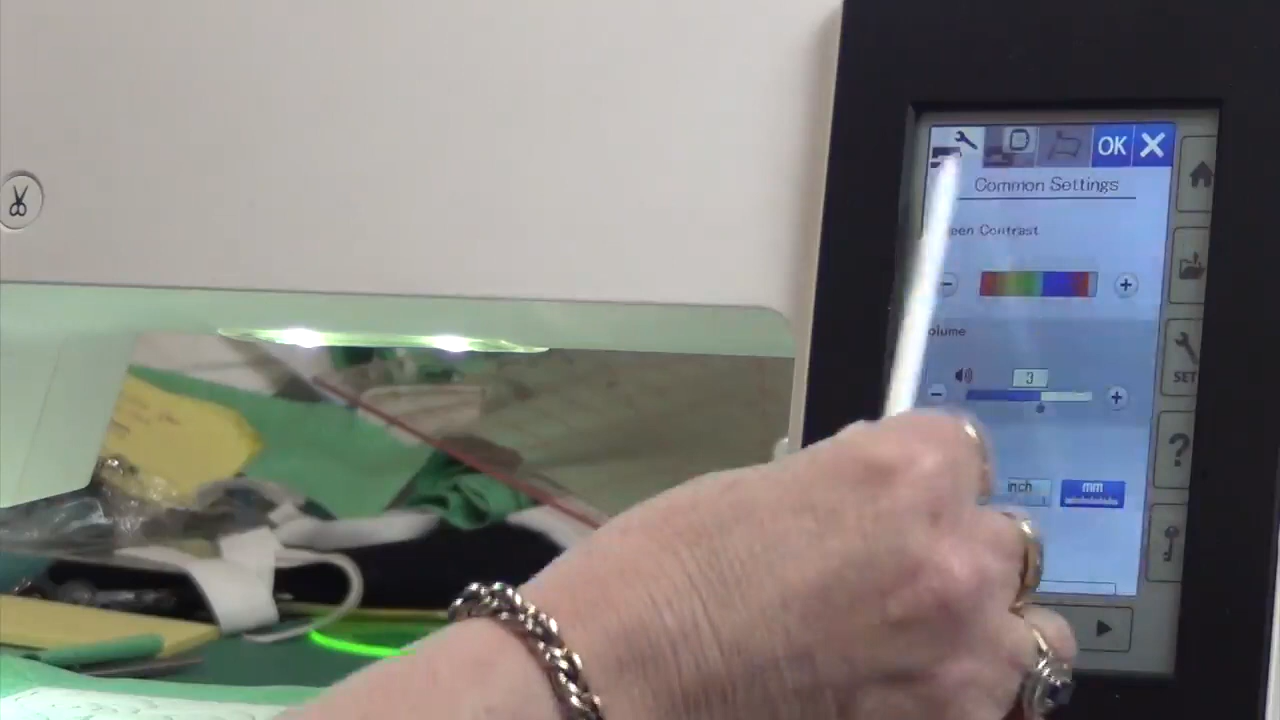 OK X
Common Settings
een Contrast
- +
olume
3
- +
inch mm
SET
?